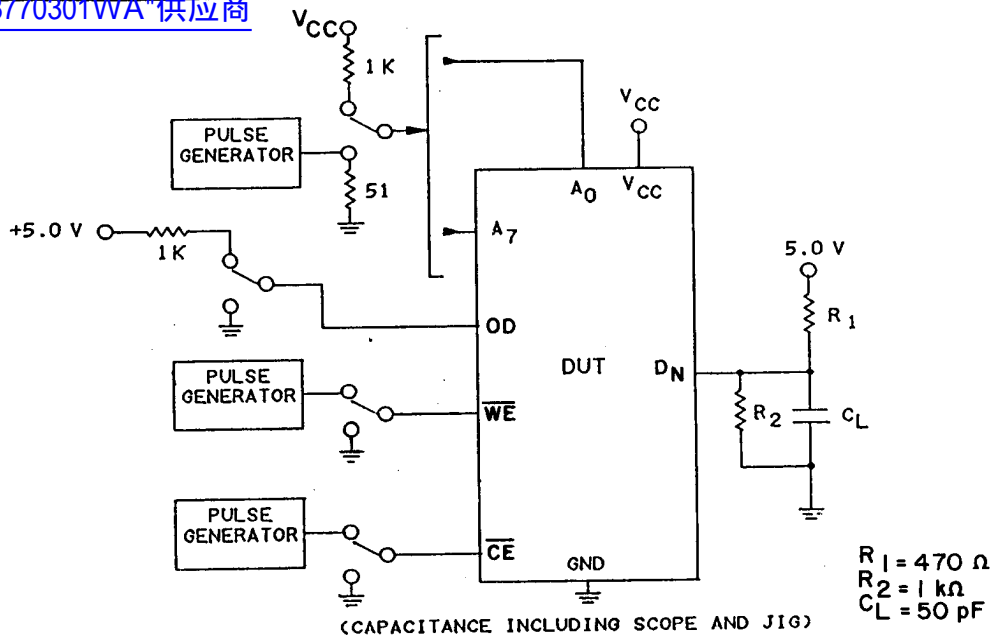 8770301WA"供应商
VCC
1 K
PULSE
GENERATOR
51
+5.0 V
1K
A0
VCC
VCC
A7
OD
5.0 V
R1
DUT
DN
PULSE
GENERATOR
WE
R2
CL
PULSE
GENERATOR
CE
GND
R1 = 470 Ω
R2 = 1 kΩ
CL = 50 pF
(CAPACITANCE INCLUDING SCOPE AND JIG)